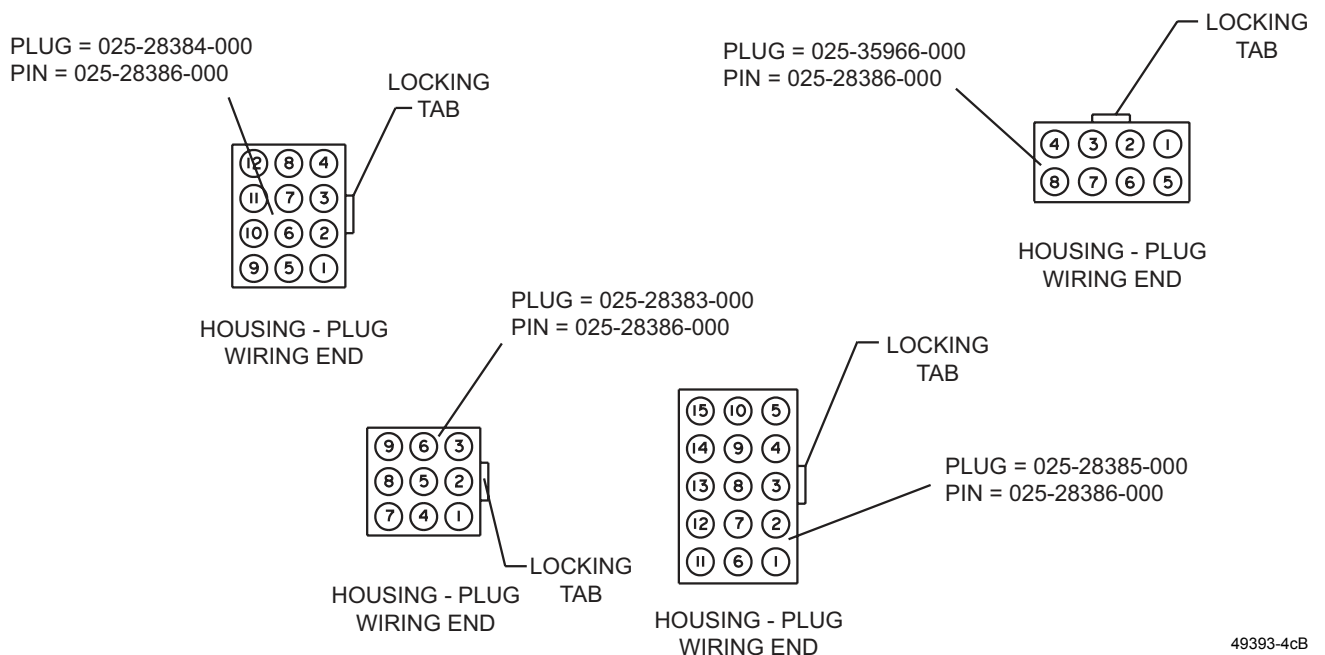 PLUG = 025-28384-000
PIN = 025-28386-000
LOCKING
TAB
12 8 4
11 7 3
10 6 2
9 5 1
HOUSING - PLUG
WIRING END
PLUG = 025-35966-000
PIN = 025-28386-000
LOCKING
TAB
4 3 2 1
8 7 6 5
HOUSING - PLUG
WIRING END
PLUG = 025-28383-000
PIN = 025-28386-000
9 6 3
8 5 2
7 4 1
LOCKING
TAB
HOUSING - PLUG
WIRING END
LOCKING
TAB
15 10 5
14 9 4
13 8 3
12 7 2
11 6 1
PLUG = 025-28385-000
PIN = 025-28386-000
HOUSING - PLUG
WIRING END
49393-4cB